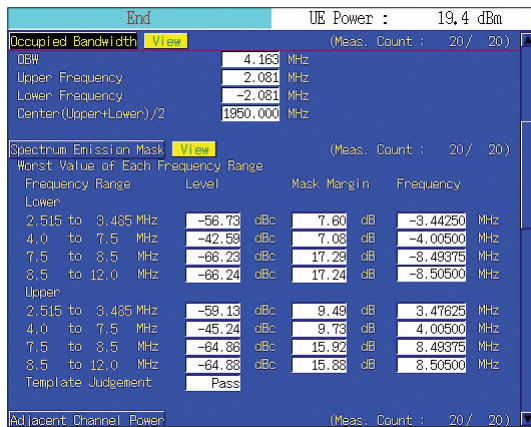 End UE Power : 19.4 dBm
Occupied Bandwidth View (Meas. Count : 20/ 20)
OBW 4.163 MHz
Upper Frequency 2.081 MHz
Lower Frequency -2.081 MHz
Center(Upper+Lower)/2 1950.000 MHz
Spectrum Emission Mask View (Meas. Count : 20/ 20)
Worst Value of Each Frequency Range
Frequency Range Level Mask Margin Frequency
Lower
2.515 to 3.485 MHz -56.73 dBc 7.60 dB -3.44250 MHz
4.0 to 7.5 MHz -42.59 dBc 7.08 dB -4.00500 MHz
7.5 to 8.5 MHz -66.23 dBc 17.29 dB -8.49375 MHz
8.5 to 12.0 MHz -66.24 dBc 17.24 dB -8.50500 MHz
Upper
2.515 to 3.485 MHz -59.13 dBc 9.49 dB 3.47625 MHz
4.0 to 7.5 MHz -45.24 dBc 9.73 dB 4.00500 MHz
7.5 to 8.5 MHz -64.86 dBc 15.92 dB 8.49375 MHz
8.5 to 12.0 MHz -64.88 dBc 15.88 dB 8.50500 MHz
Template Judgement Pass
Adjacent Channel Power (Meas. Count : 20/ 20)